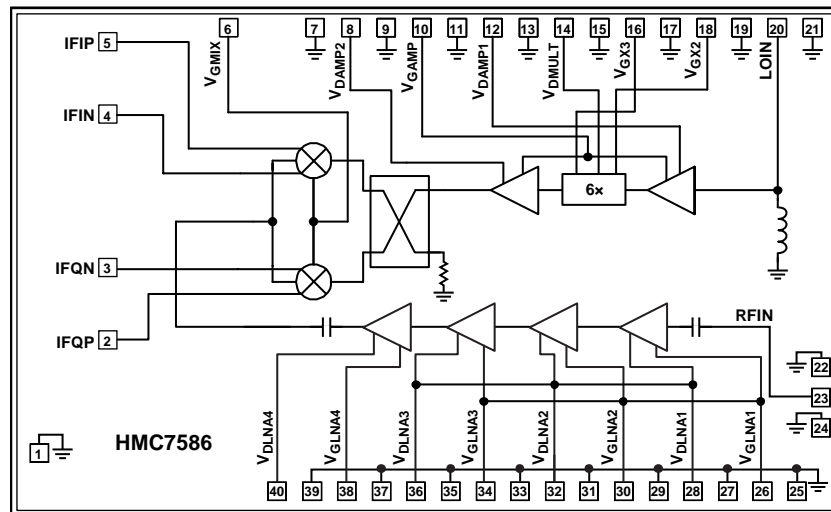 6 7 8 9 10 11 12 13 14 15 16 17 18 19 20 21
IFIP 5
VGMIX
VDAMP2
VGAMP
VDAMP1
VDMULT
VGX3
VGX2
LOIN
IFIN 4
6×
IFQN 3
IFQP 2
RFIN
22
23
24
1
HMC7586
VDLNA4
VGLNA4
VDLNA3
VGLNA3
VDLNA2
VGLNA2
VDLNA1
VGLNA1
40 39 38 37 36 35 34 33 32 31 30 29 28 27 26 25